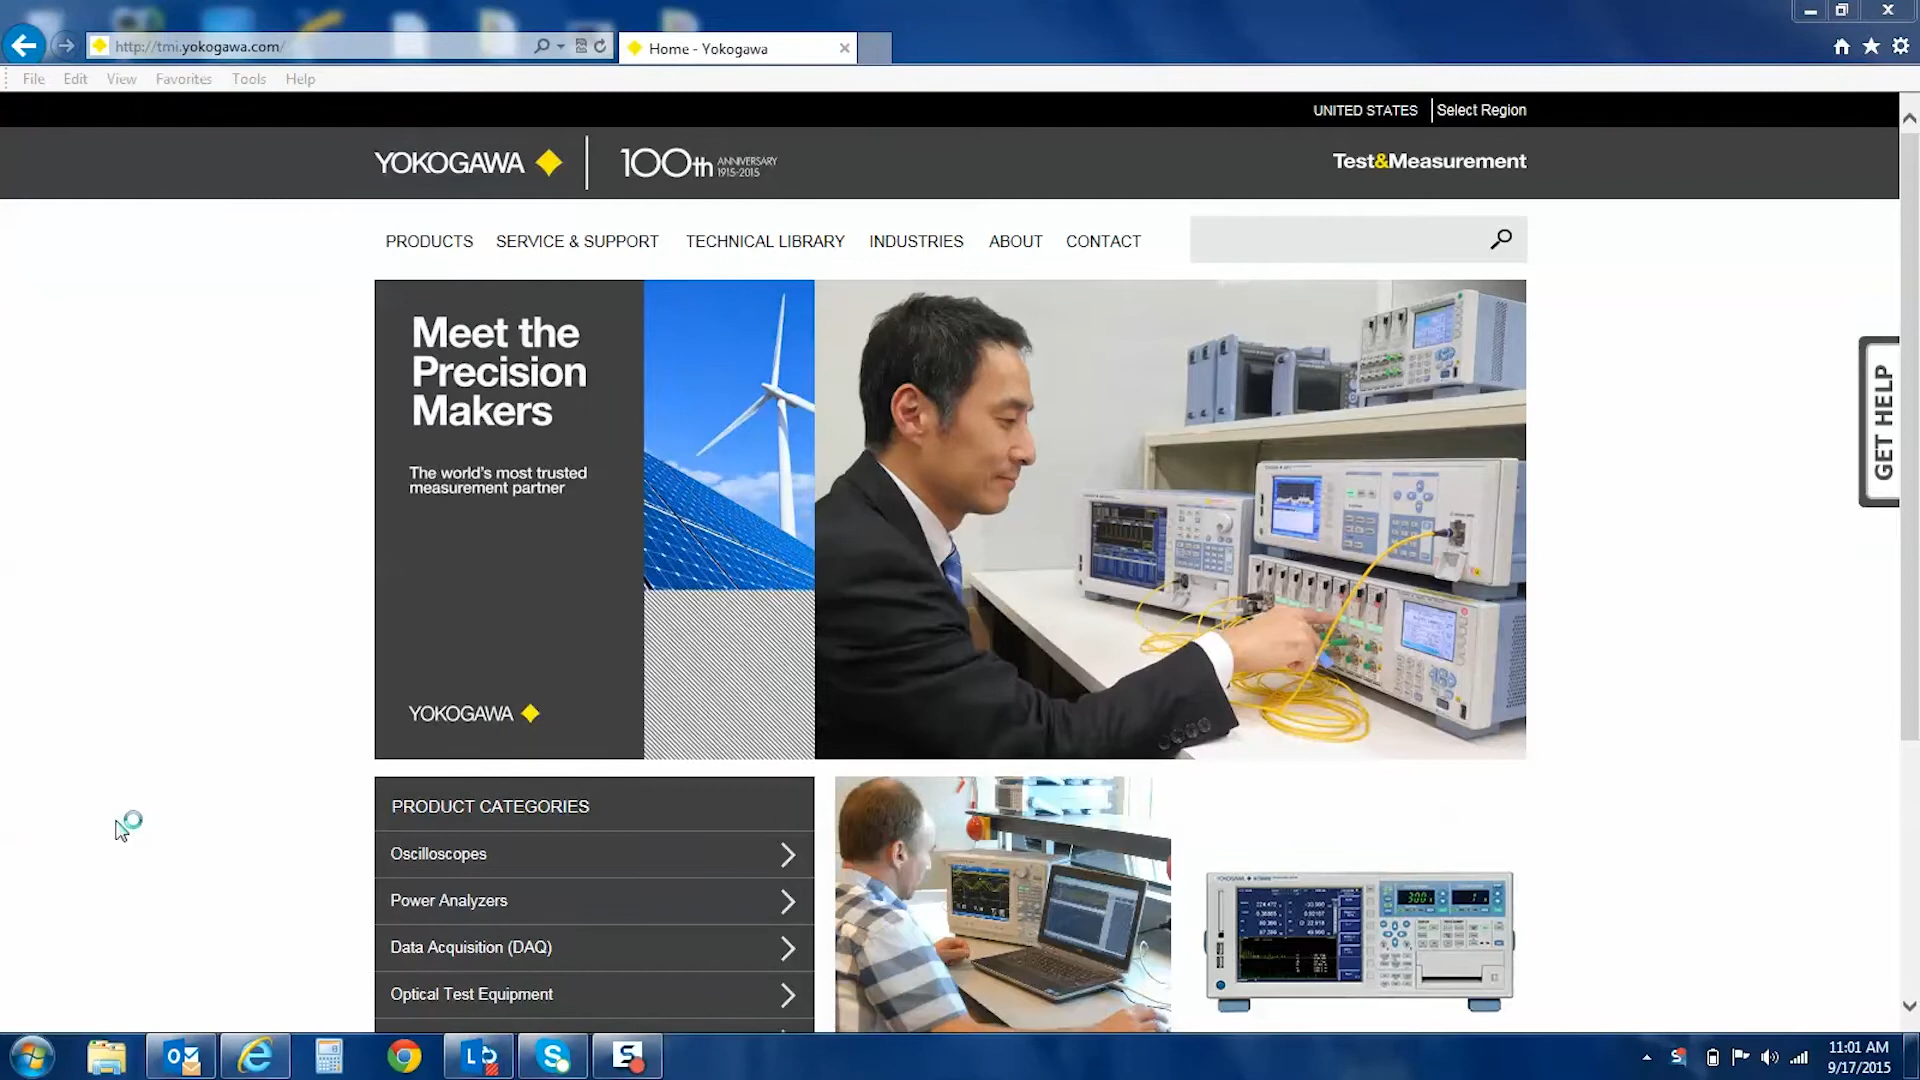 http://tmi.yokogawa.com/
Home - Yokogawa
File Edit View Favorites Tools Help
UNITED STATES Select Region
YOKOGAWA
100th ANNIVERSARY 1915-2015
Test&Measurement
PRODUCTS SERVICE & SUPPORT TECHNICAL LIBRARY INDUSTRIES ABOUT CONTACT
Meet the
Precision
Makers
The world's most trusted
measurement partner
YOKOGAWA
GET HELP
PRODUCT CATEGORIES
Oscilloscopes
Power Analyzers
Data Acquisition (DAQ)
Optical Test Equipment
11:01 AM
9/17/2015